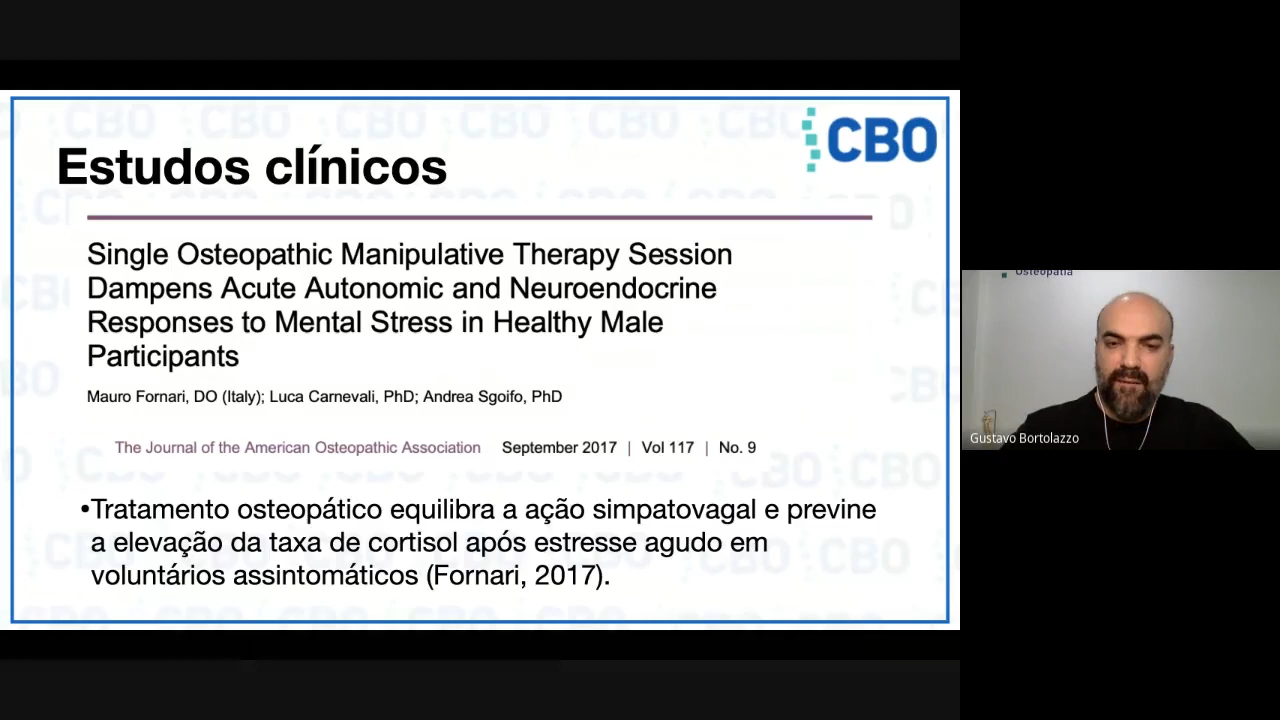 CBO
Estudos clínicos
Single Osteopathic Manipulative Therapy Session
Dampens Acute Autonomic and Neuroendocrine
Responses to Mental Stress in Healthy Male
Participants
Mauro Fornari, DO (Italy); Luca Carnevali, PhD; Andrea Sgoifo, PhD
The Journal of the American Osteopathic Association September 2017 | Vol 117 | No. 9
•Tratamento osteopático equilibra a ação simpatovagal e previne
a elevação da taxa de cortisol após estresse agudo em
voluntários assintomáticos (Fornari, 2017).
Osteopatia
Gustavo Bortolazzo